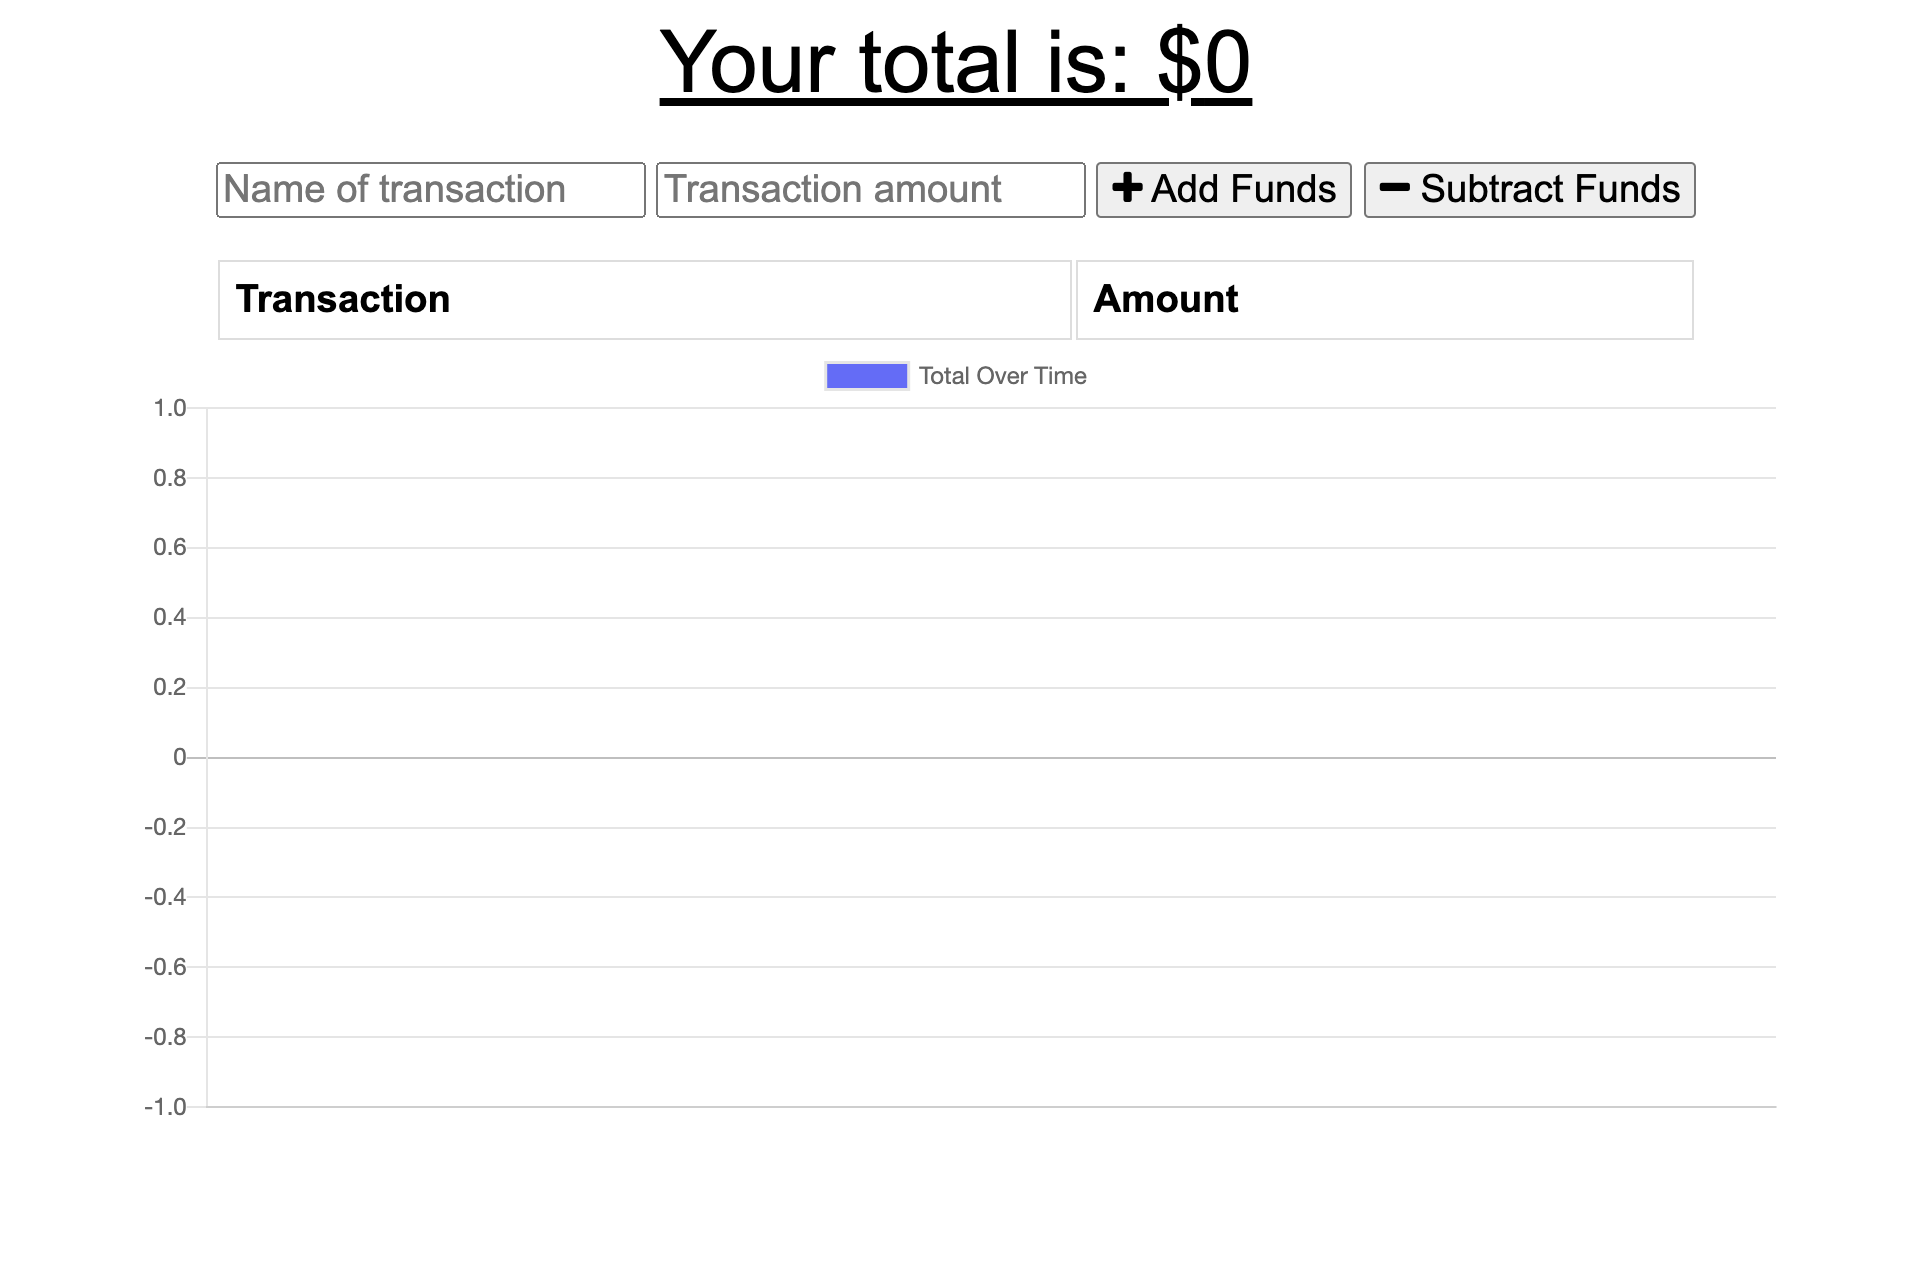 Your total is: $0
Name of transaction Transaction amount Add Funds Subtract Funds
Transaction Amount
Total Over Time
1.0
0.8
0.6
0.4
0.2
0
-0.2
-0.4
-0.6
-0.8
-1.0